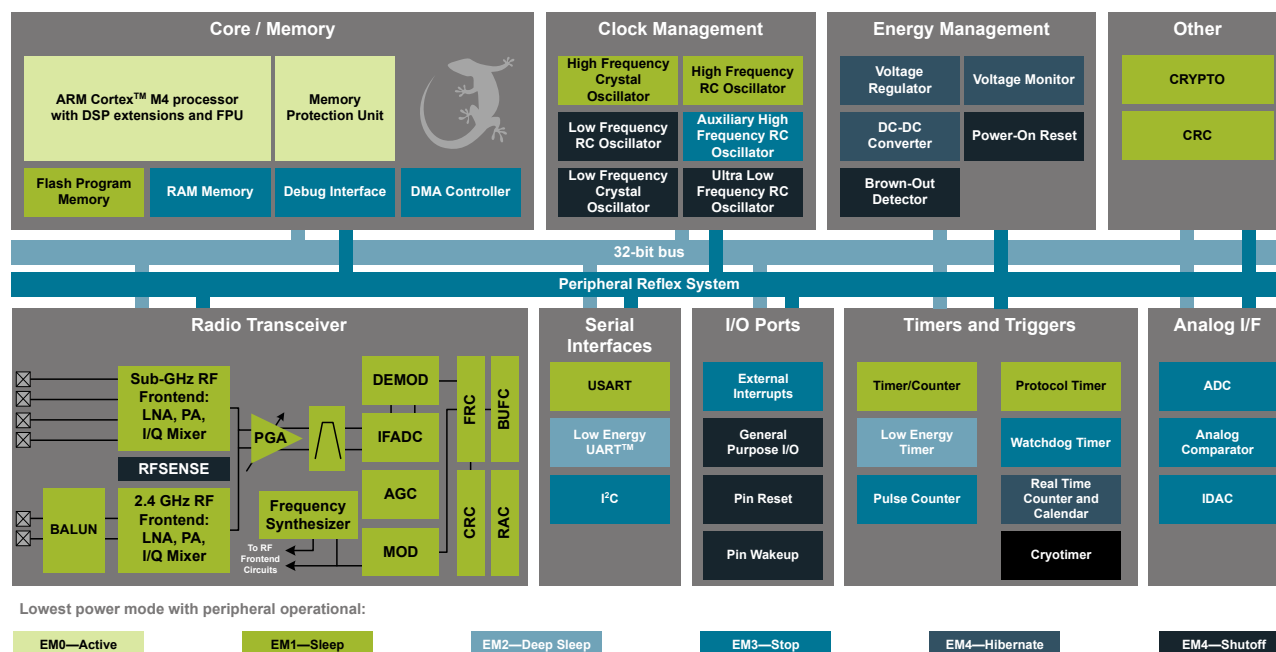 Core / Memory
ARM Cortex™ M4 processor
with DSP extensions and FPU
Memory
Protection Unit
Flash Program
Memory
RAM Memory
Debug Interface
DMA Controller
Clock Management
High Frequency
Crystal
Oscillator
High Frequency
RC Oscillator
Low Frequency
RC Oscillator
Auxiliary High
Frequency RC
Oscillator
Low Frequency
Crystal
Oscillator
Ultra Low
Frequency RC
Oscillator
Energy Management
Voltage
Regulator
Voltage Monitor
DC-DC
Converter
Power-On Reset
Brown-Out
Detector
Other
CRYPTO
CRC
32-bit bus
Peripheral Reflex System
Radio Transceiver
Sub-GHz RF
Frontend:
LNA, PA,
I/Q Mixer
RFSENSE
BALUN
2.4 GHz RF
Frontend:
LNA, PA,
I/Q Mixer
PGA
Frequency
Synthesizer
To RF
Frontend
Circuits
DEMOD
IFADC
AGC
MOD
FRC
BUFC
CRC
RAC
Serial
Interfaces
USART
Low Energy
UART™
I²C
I/O Ports
External
Interrupts
General
Purpose I/O
Pin Reset
Pin Wakeup
Timers and Triggers
Timer/Counter
Protocol Timer
Low Energy
Timer
Watchdog Timer
Pulse Counter
Real Time
Counter and
Calendar
Cryotimer
Analog I/F
ADC
Analog
Comparator
IDAC
Lowest power mode with peripheral operational:
EM0—Active
EM1—Sleep
EM2—Deep Sleep
EM3—Stop
EM4—Hibernate
EM4—Shutoff